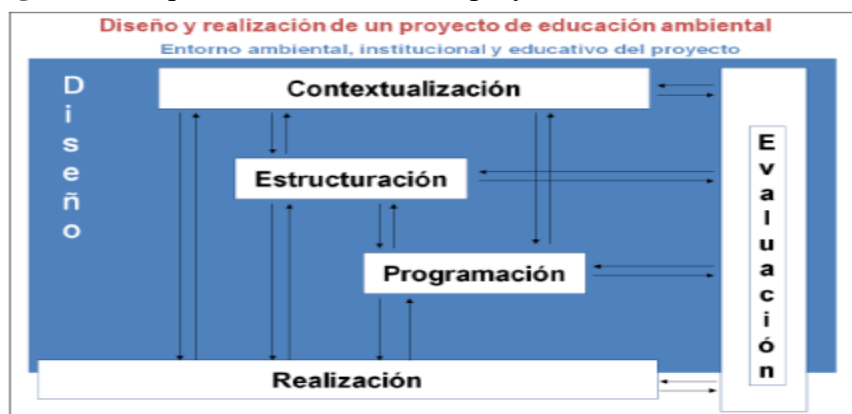 Diseño y realización de un proyecto de educación ambiental
Entorno ambiental, institucional y educativo del proyecto
Diseño
Contextualización
Estructuración
Programación
Realización
Evaluación